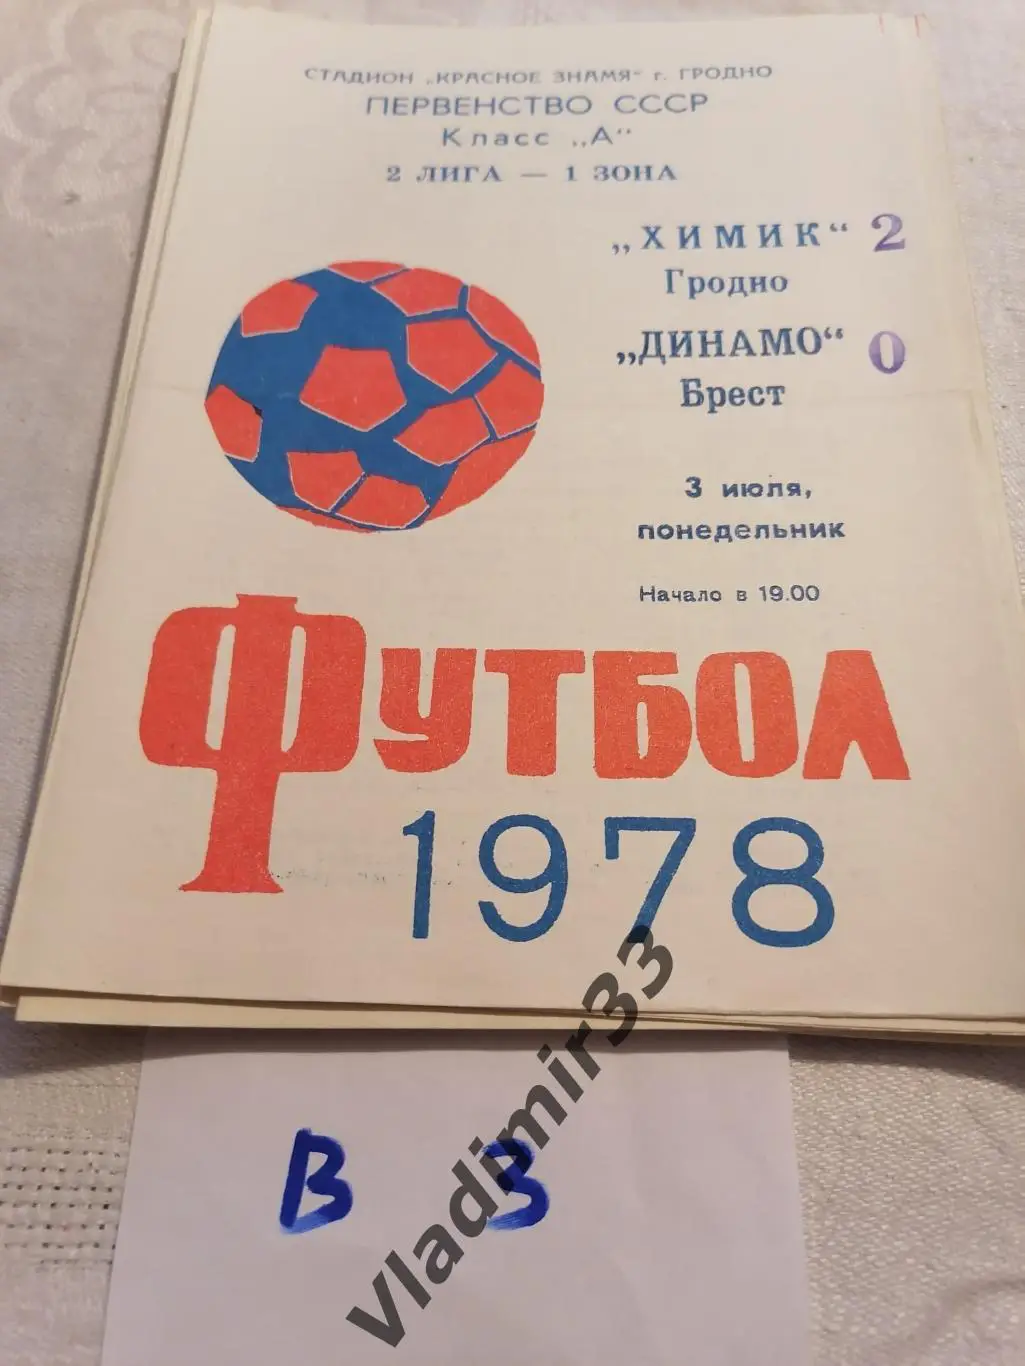 СТАДИОН „КРАСНОЕ ЗНАМЯ“ г. ГРОДНО
ПЕРВЕНСТВО СССР
Класс „А“
2 ЛИГА — 1 ЗОНА
„ХИМИК“ 2
Гродно
„ДИНАМО“ 0
Брест
3 июля,
понедельник
Начало в 19.00
ФУТБОЛ
1978
В 3
Vladimir33